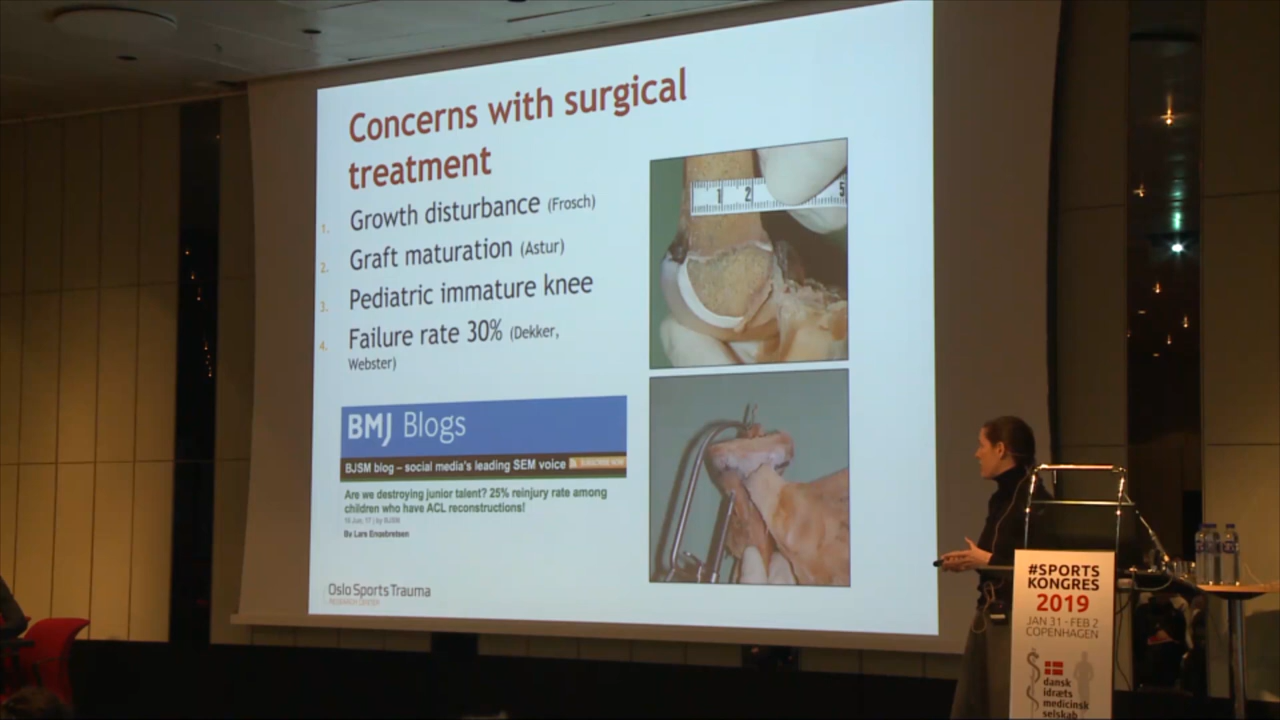 Concerns with surgical
treatment
1. Growth disturbance (Frosch)
2. Graft maturation (Astur)
3. Pediatric immature knee
4. Failure rate 30% (Dekker,
Webster)
BMJ Blogs
BJSM blog – social media's leading SEM voice SUBSCRIBE NOW
Are we destroying junior talent? 25% reinjury rate among
children who have ACL reconstructions!
By Lars Engebretsen
Oslo Sports Trauma
RESEARCH CENTER
1 2 5
#SPORTS
KONGRES
2019
JAN 31 - FEB 2
COPENHAGEN
dansk
idræts
medicinsk
selskab